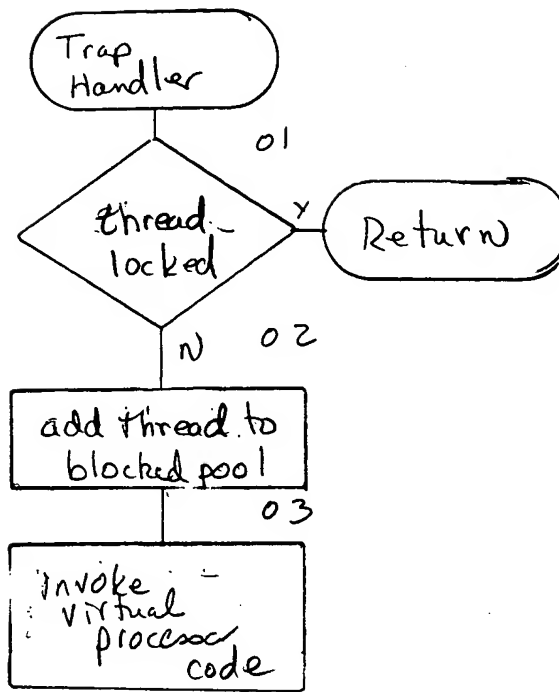 Trap
Handler
01
thread
locked
Y
Return
N
02
add thread to
blocked pool
03
invoke
virtual
processor
code